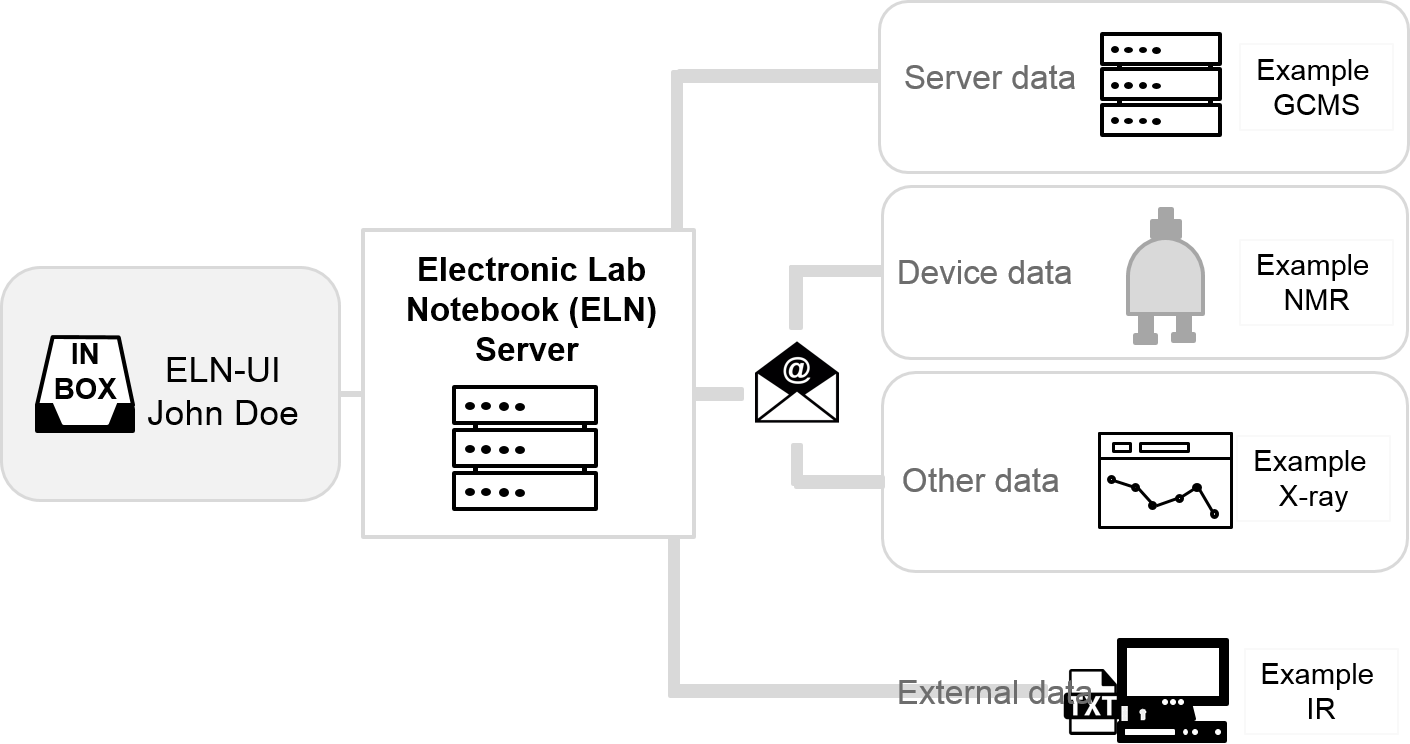 IN
BOX
ELN-UI
John Doe
Electronic Lab
Notebook (ELN)
Server
@
Server data
Example
GCMS
Device data
Example
NMR
Other data
Example
X-ray
External data
TXT
Example
IR